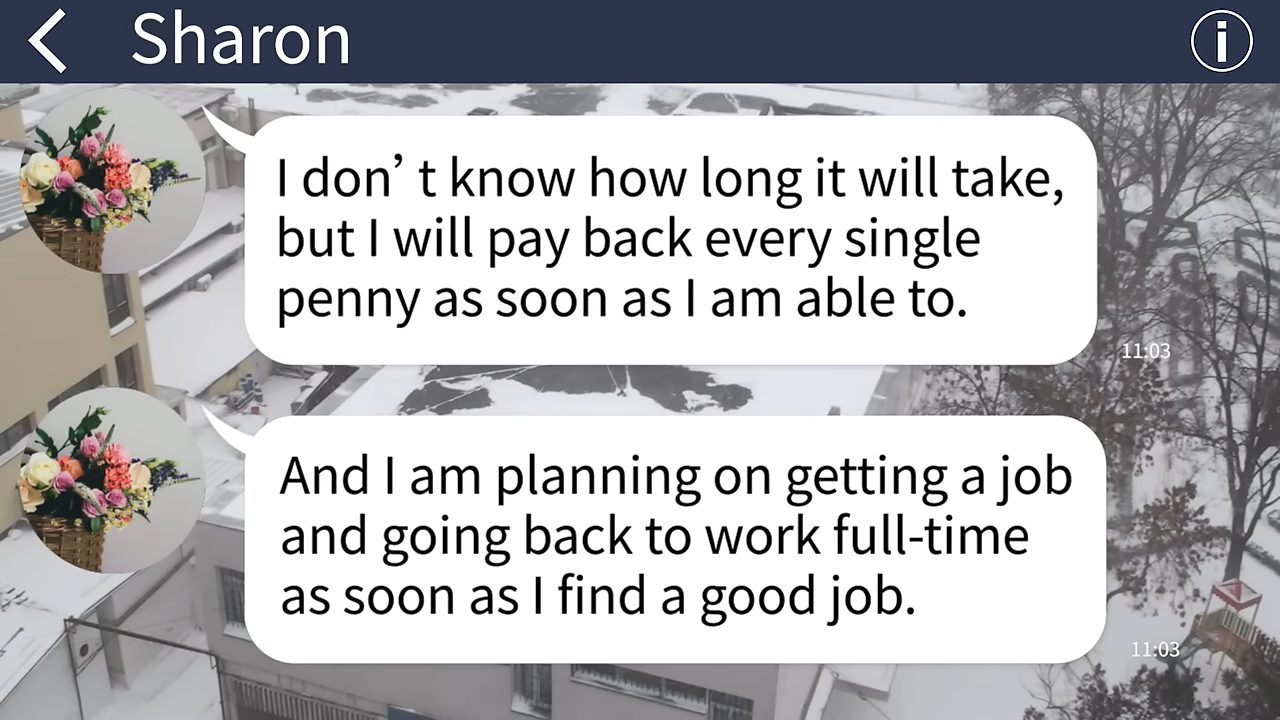 Sharon
I don’ t know how long it will take,
but I will pay back every single
penny as soon as I am able to.
11:03
And I am planning on getting a job
and going back to work full-time
as soon as I find a good job.
11:03